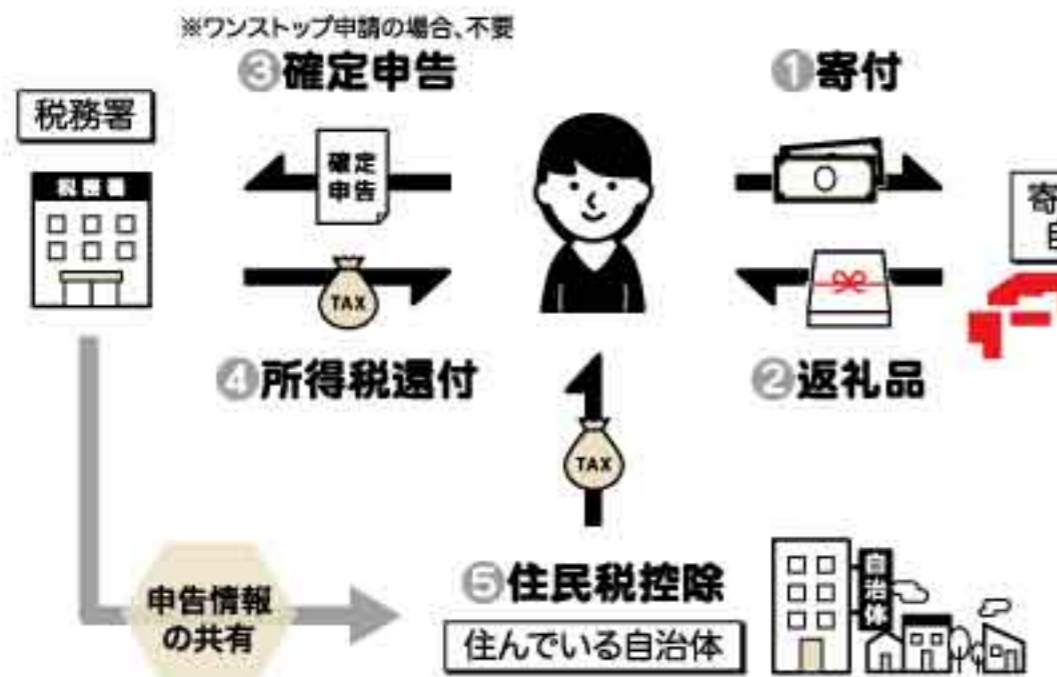 ※ワンストップ申請の場合、不要
③確定申告
①寄付
税務署
税務署
確定
申告
寄
TAX
④所得税還付
②返礼品
TAX
申告情報
の共有
⑤住民税控除
住んでいる自治体
自治体